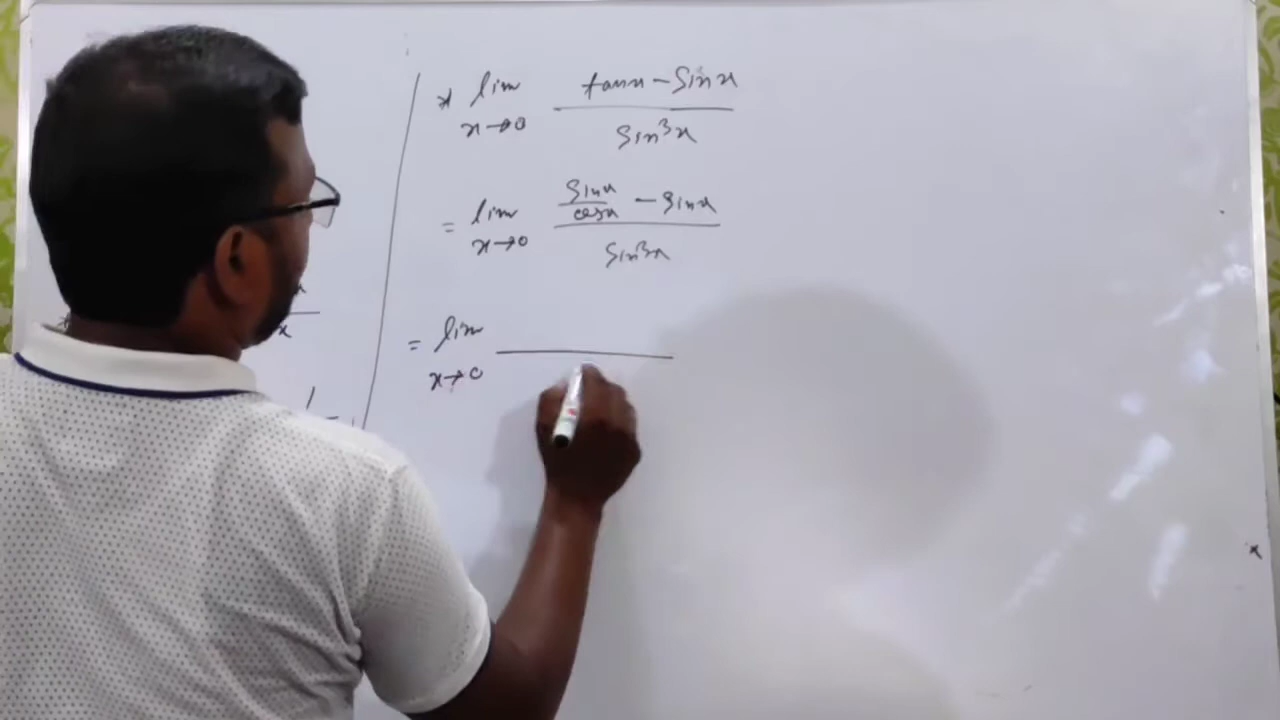 * lim x→0 (tanx − Sinx) / Sin³x
= lim x→0 (Sinx/cosx − Sinx) / Sin³x
= lim x→0
x